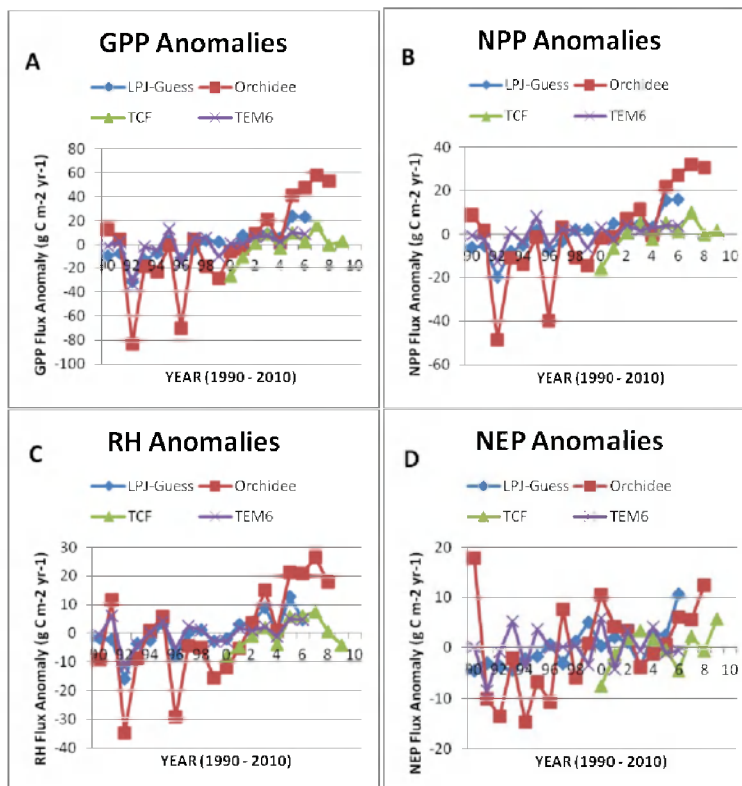 A
GPP Anomalies
LPJ-Guess
Orchidee
TCF
TEM6
GPP Flux Anomaly (g C m-2 yr-1)
80
60
40
20
0
-20
-40
-60
-80
-100
90 92 94 96 98 0 2 4 6 8 10
YEAR (1990 - 2010)
B
NPP Anomalies
LPJ-Guess
Orchidee
TCF
TEM6
NPP Flux Anomaly (g C m-2 yr-1)
40
20
0
-20
-40
-60
90 92 94 96 98 0 2 4 6 8 10
YEAR (1990 - 2010)
C
RH Anomalies
LPJ-Guess
Orchidee
TCF
TEM6
RH Flux Anomaly (g C m-2 yr-1)
30
20
10
0
-10
-20
-30
-40
90 92 94 96 98 0 2 4 6 8 10
YEAR (1990 - 2010)
D
NEP Anomalies
LPJ-Guess
Orchidee
TCF
TEM6
NEP Flux Anomaly (g C m-2 yr-1)
20
10
0
-10
-20
90 92 94 96 98 0 2 4 6 8 10
YEAR (1990 - 2010)